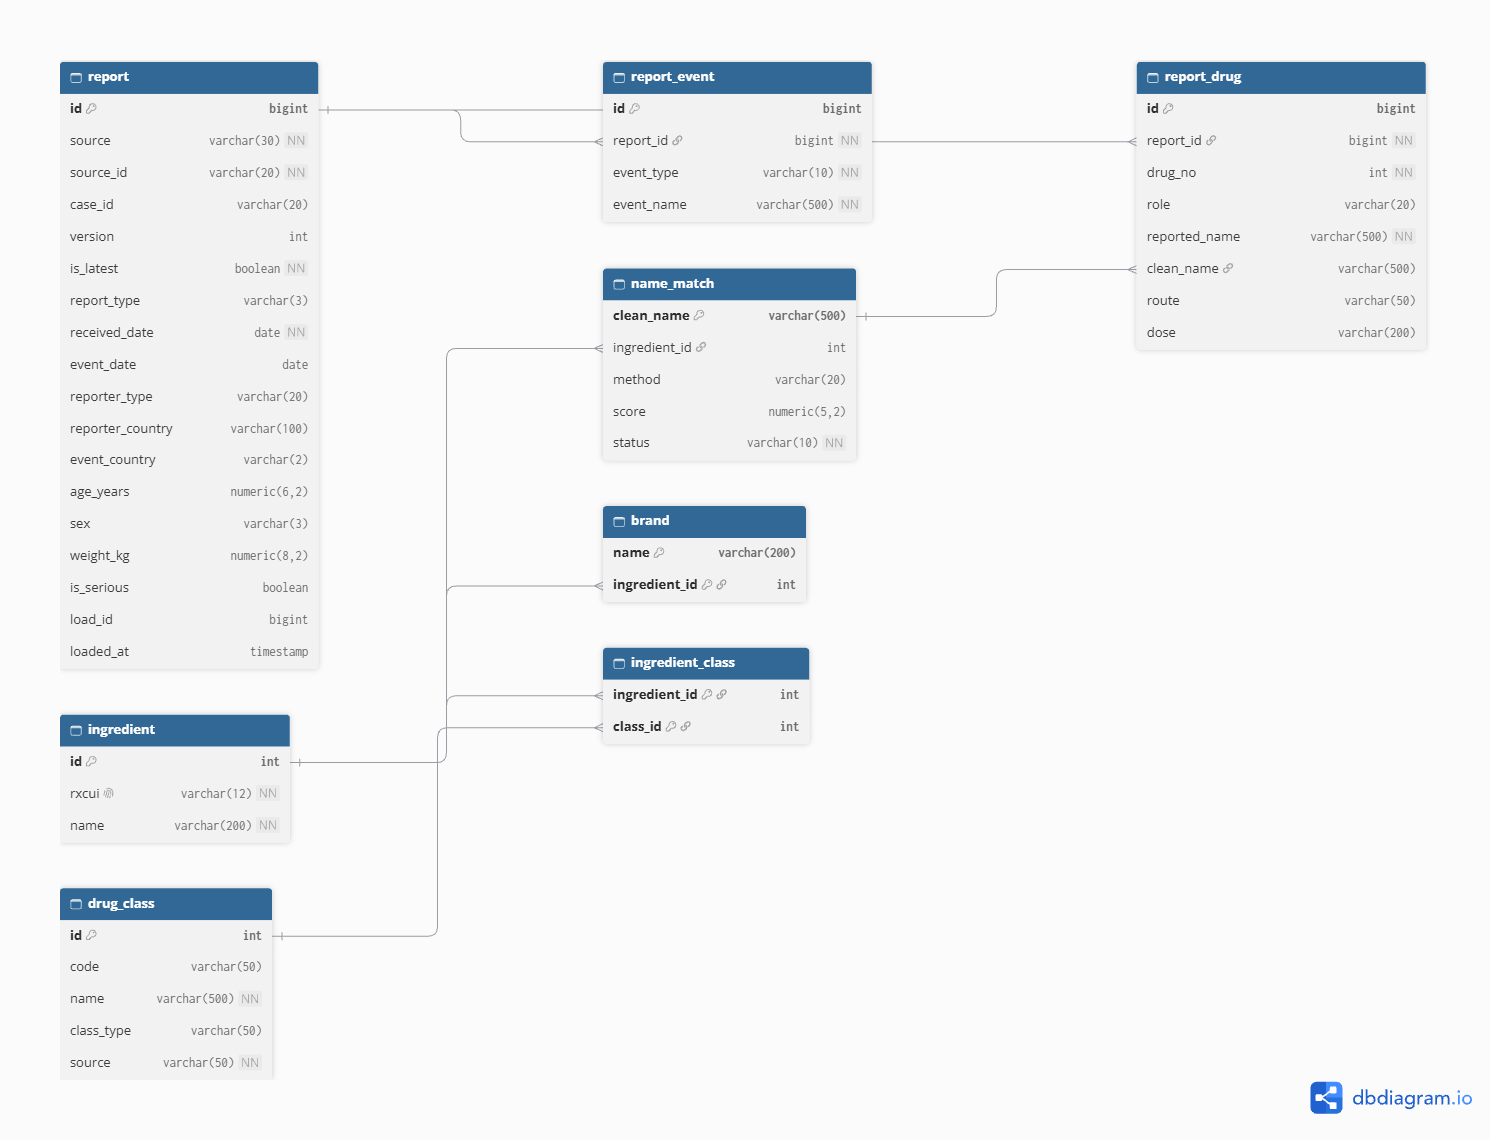 report
id bigint
source varchar(30) NN
source_id varchar(20) NN
case_id varchar(20)
version int
is_latest boolean NN
report_type varchar(3)
received_date date NN
event_date date
reporter_type varchar(20)
reporter_country varchar(100)
event_country varchar(2)
age_years numeric(6,2)
sex varchar(3)
weight_kg numeric(8,2)
is_serious boolean
load_id bigint
loaded_at timestamp
ingredient
id int
rxcui varchar(12) NN
name varchar(200) NN
drug_class
id int
code varchar(50)
name varchar(500) NN
class_type varchar(50)
source varchar(50) NN
report_event
id bigint
report_id bigint NN
event_type varchar(10) NN
event_name varchar(500) NN
name_match
clean_name varchar(500)
ingredient_id int
method varchar(20)
score numeric(5,2)
status varchar(10) NN
brand
name varchar(200)
ingredient_id int
ingredient_class
ingredient_id int
class_id int
report_drug
id bigint
report_id bigint NN
drug_no int NN
role varchar(20)
reported_name varchar(500) NN
clean_name varchar(500)
route varchar(50)
dose varchar(200)
dbdiagram.io